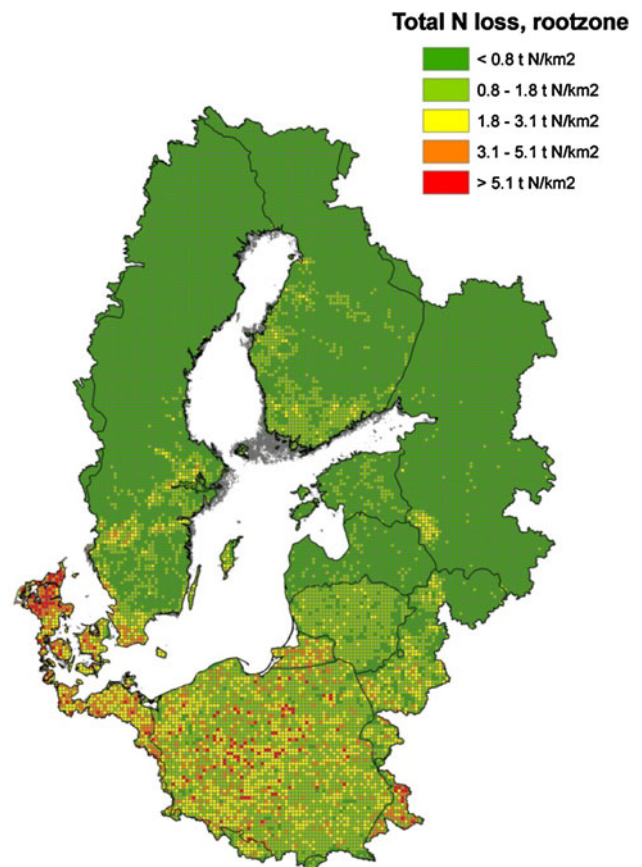 Total N loss, rootzone
< 0.8 t N/km2
0.8 - 1.8 t N/km2
1.8 - 3.1 t N/km2
3.1 - 5.1 t N/km2
> 5.1 t N/km2